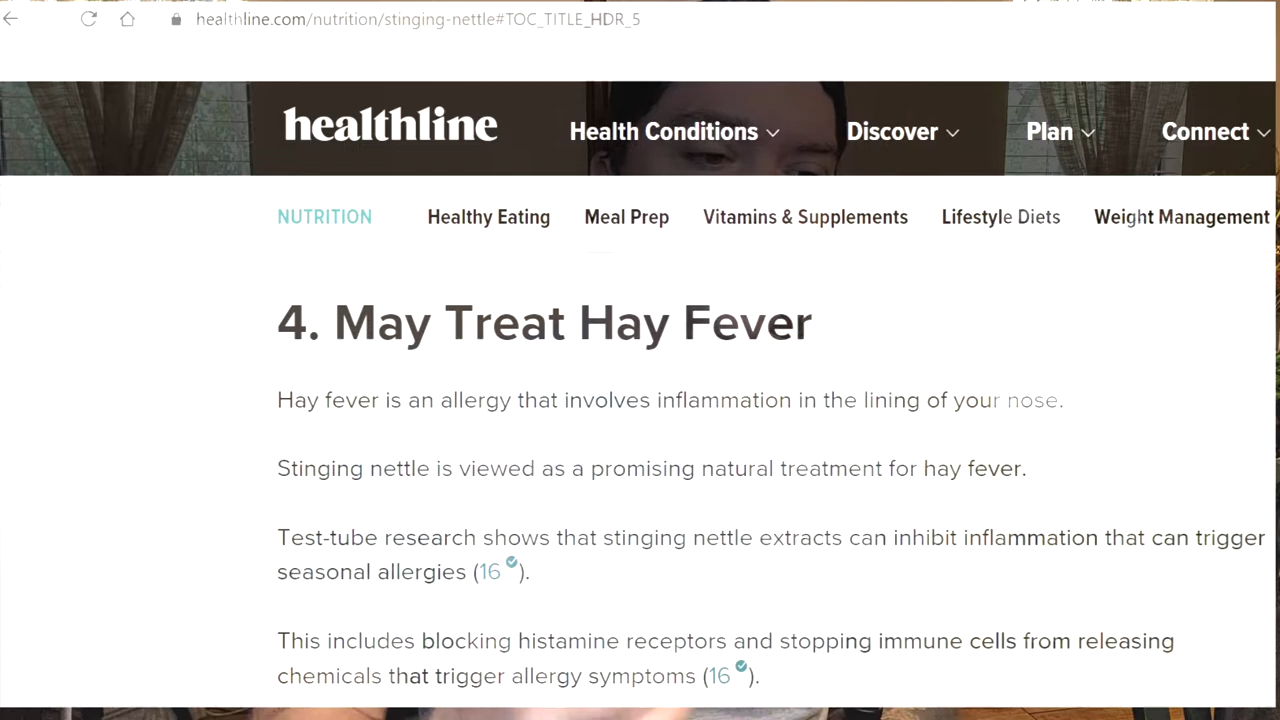 healthline.com/nutrition/stinging-nettle#TOC_TITLE_HDR_5
healthline
Health Conditions
Discover
Plan
Connect
NUTRITION
Healthy Eating
Meal Prep
Vitamins & Supplements
Lifestyle Diets
Weight Management
4. May Treat Hay Fever
Hay fever is an allergy that involves inflammation in the lining of your nose.
Stinging nettle is viewed as a promising natural treatment for hay fever.
Test-tube research shows that stinging nettle extracts can inhibit inflammation that can trigger
seasonal allergies (16).
This includes blocking histamine receptors and stopping immune cells from releasing
chemicals that trigger allergy symptoms (16).